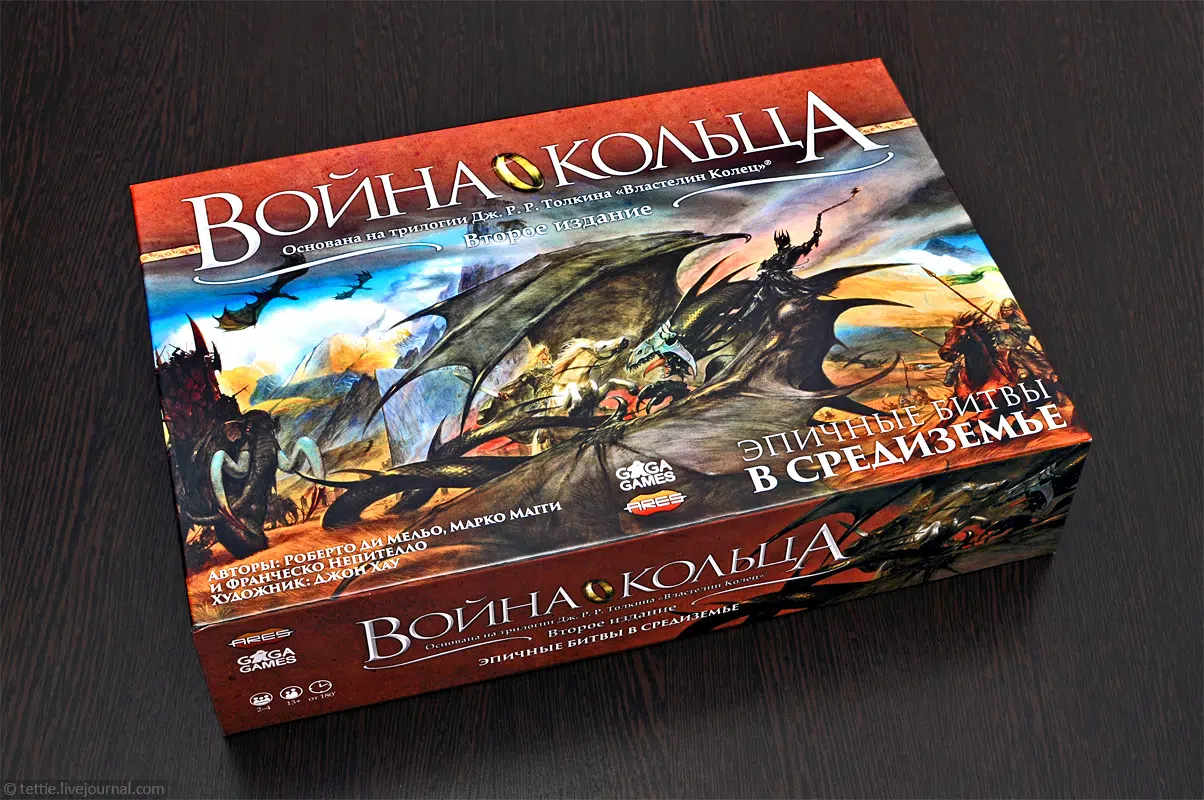 ВОЙНА КОЛЬЦА
Основана на трилогии Дж. Р. Р. Толкина «Властелин Колец»®
Второе издание
ЭПИЧНЫЕ БИТВЫ
В СРЕДИЗЕМЬЕ
GAGA
GAMES
ARES
АВТОРЫ: РОБЕРТО ДИ МЕЛЬО, МАРКО МАГГИ
И ФРАНЧЕСКО НЕПИТЕЛЛО
ХУДОЖНИК: ДЖОН ХАУ
ВОЙНА КОЛЬЦА
Основана на трилогии Дж. Р. Р. Толкина «Властелин Колец»
Второе издание
ЭПИЧНЫЕ БИТВЫ В СРЕДИЗЕМЬЕ
ARES
GAGA
GAMES
2–4
13+
от 180'
© tettie.livejournal.com